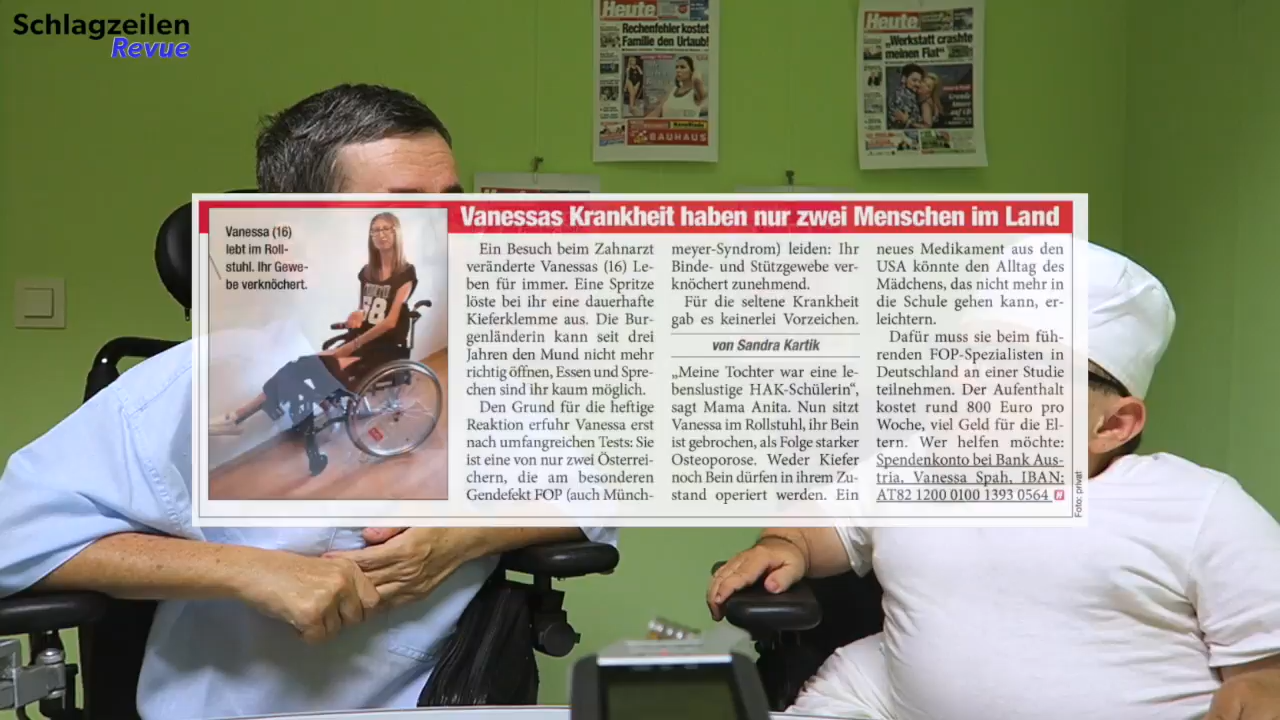 Schlagzeilen
Revue
Heute
Rechenfehler kostet
Familie den Urlaub!
BAUHAUS
Heute
„Werkstatt crashte
meinen Fiat"
Vanessas Krankheit haben nur zwei Menschen im Land
Vanessa (16)
lebt im Roll-
stuhl. Ihr Gewe-
be verknöchert.
Ein Besuch beim Zahnarzt
veränderte Vanessas (16) Le-
ben für immer. Eine Spritze
löste bei ihr eine dauerhafte
Kieferklemme aus. Die Bur-
genländerin kann seit drei
Jahren den Mund nicht mehr
richtig öffnen, Essen und Spre-
chen sind ihr kaum möglich.
Den Grund für die heftige
Reaktion erfuhr Vanessa erst
nach umfangreichen Tests: Sie
ist eine von nur zwei Österrei-
chern, die am besonderen
Gendefekt FOP (auch Münch-
meyer-Syndrom) leiden: Ihr
Binde- und Stützgewebe ver-
knöchert zunehmend.
Für die seltene Krankheit
gab es keinerlei Vorzeichen.
von Sandra Kartik
„Meine Tochter war eine le-
benslustige HAK-Schülerin“,
sagt Mama Anita. Nun sitzt
Vanessa im Rollstuhl, ihr Bein
ist gebrochen, als Folge starker
Osteoporose. Weder Kiefer
noch Bein dürfen in ihrem Zu-
stand operiert werden. Ein
neues Medikament aus den
USA könnte den Alltag des
Mädchens, das nicht mehr in
die Schule gehen kann, er-
leichtern.
Dafür muss sie beim füh-
renden FOP-Spezialisten in
Deutschland an einer Studie
teilnehmen. Der Aufenthalt
kostet rund 800 Euro pro
Woche, viel Geld für die El-
tern. Wer helfen möchte:
Spendenkonto bei Bank Aus-
tria, Vanessa Spah, IBAN:
AT82 1200 0100 1393 0564
Foto: privat